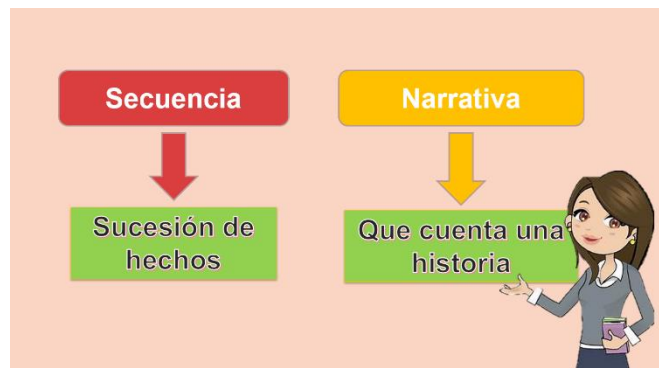 Secuencia
Narrativa
Sucesión de
hechos
Que cuenta una
historia